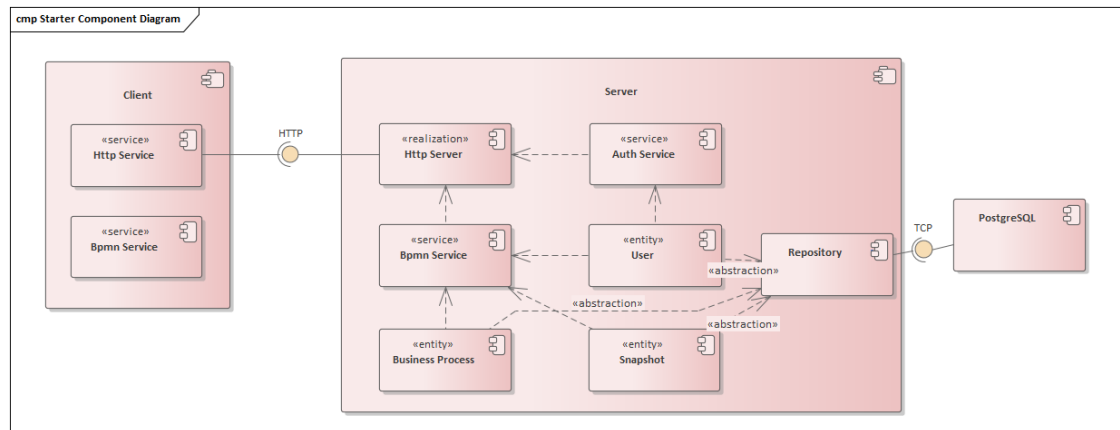 cmp Starter Component Diagram
Client
«service»
Http Service
«service»
Bpmn Service
HTTP
Server
«realization»
Http Server
«service»
Auth Service
«service»
Bpmn Service
«entity»
User
Repository
«abstraction»
«abstraction»
«abstraction»
«entity»
Business Process
«entity»
Snapshot
TCP
PostgreSQL